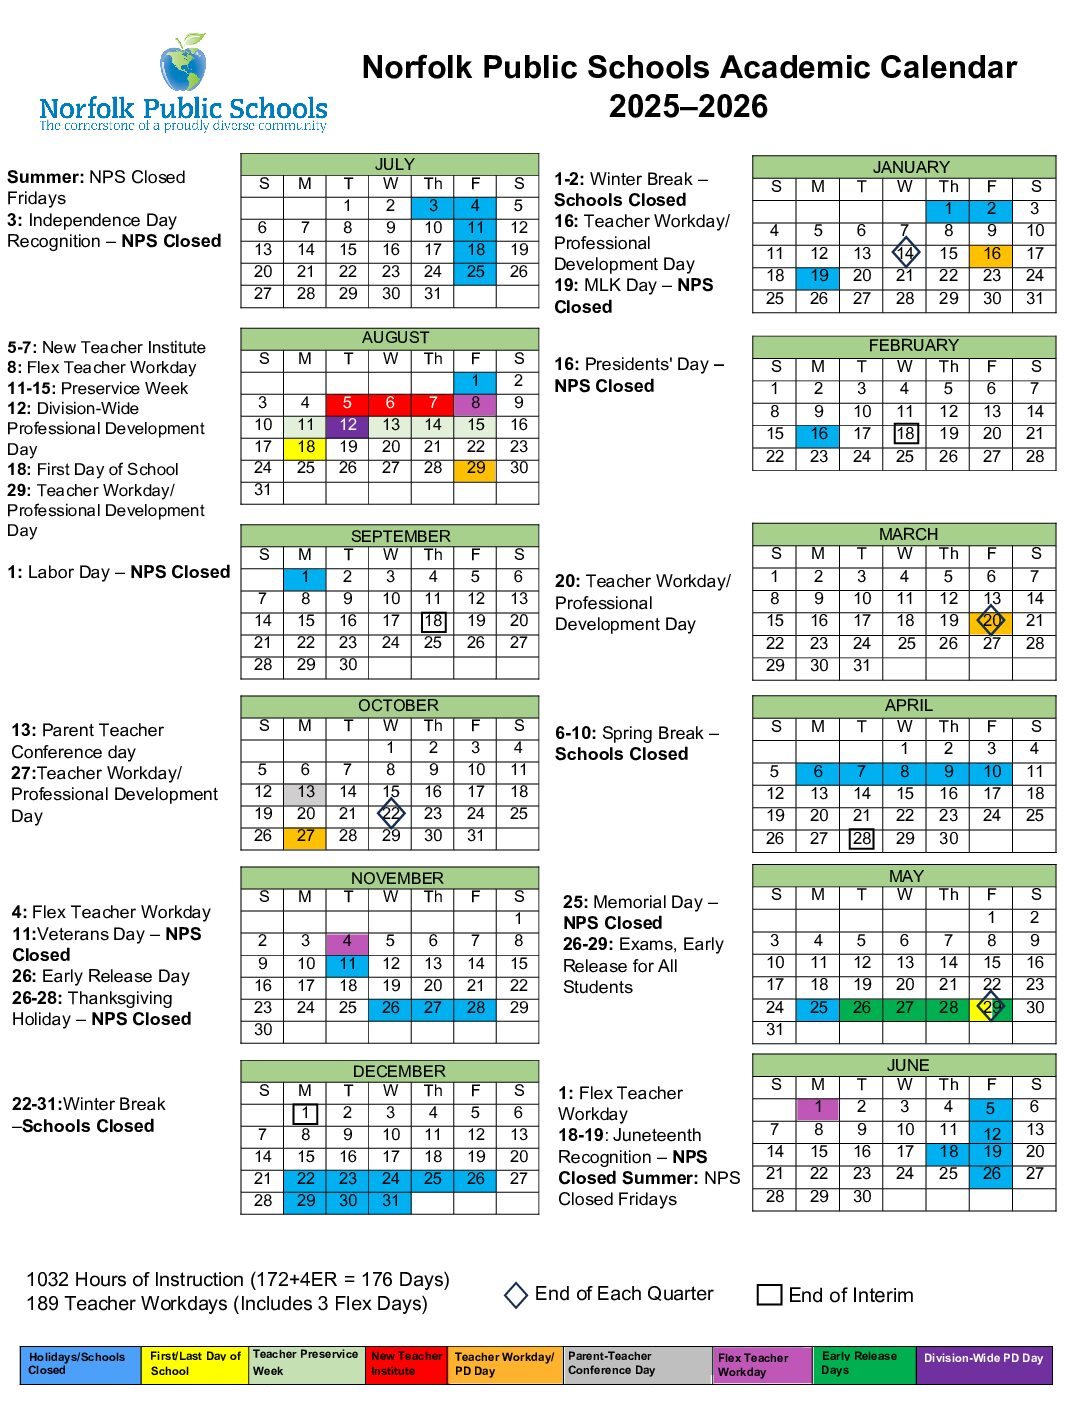 Norfolk Public Schools
The cornerstone of a proudly diverse community
Norfolk Public Schools Academic Calendar
2025–2026
Summer: NPS Closed
Fridays
3: Independence Day
Recognition – NPS Closed
JULY
S M T W Th F S
1 2 3 4 5
6 7 8 9 10 11 12
13 14 15 16 17 18 19
20 21 22 23 24 25 26
27 28 29 30 31
5-7: New Teacher Institute
8: Flex Teacher Workday
11-15: Preservice Week
12: Division-Wide
Professional Development
Day
18: First Day of School
29: Teacher Workday/
Professional Development
Day
AUGUST
S M T W Th F S
1 2
3 4 5 6 7 8 9
10 11 12 13 14 15 16
17 18 19 20 21 22 23
24 25 26 27 28 29 30
31
1: Labor Day – NPS Closed
SEPTEMBER
S M T W Th F S
1 2 3 4 5 6
7 8 9 10 11 12 13
14 15 16 17 18 19 20
21 22 23 24 25 26 27
28 29 30
13: Parent Teacher
Conference day
27:Teacher Workday/
Professional Development
Day
OCTOBER
S M T W Th F S
1 2 3 4
5 6 7 8 9 10 11
12 13 14 15 16 17 18
19 20 21 22 23 24 25
26 27 28 29 30 31
4: Flex Teacher Workday
11:Veterans Day – NPS
Closed
26: Early Release Day
26-28: Thanksgiving
Holiday – NPS Closed
NOVEMBER
S M T W Th F S
1
2 3 4 5 6 7 8
9 10 11 12 13 14 15
16 17 18 19 20 21 22
23 24 25 26 27 28 29
30
22-31:Winter Break
–Schools Closed
DECEMBER
S M T W Th F S
1 2 3 4 5 6
7 8 9 10 11 12 13
14 15 16 17 18 19 20
21 22 23 24 25 26 27
28 29 30 31
1-2: Winter Break –
Schools Closed
16: Teacher Workday/
Professional
Development Day
19: MLK Day – NPS
Closed
JANUARY
S M T W Th F S
1 2 3
4 5 6 7 8 9 10
11 12 13 14 15 16 17
18 19 20 21 22 23 24
25 26 27 28 29 30 31
16: Presidents' Day –
NPS Closed
FEBRUARY
S M T W Th F S
1 2 3 4 5 6 7
8 9 10 11 12 13 14
15 16 17 18 19 20 21
22 23 24 25 26 27 28
20: Teacher Workday/
Professional
Development Day
MARCH
S M T W Th F S
1 2 3 4 5 6 7
8 9 10 11 12 13 14
15 16 17 18 19 20 21
22 23 24 25 26 27 28
29 30 31
6-10: Spring Break –
Schools Closed
APRIL
S M T W Th F S
1 2 3 4
5 6 7 8 9 10 11
12 13 14 15 16 17 18
19 20 21 22 23 24 25
26 27 28 29 30
25: Memorial Day –
NPS Closed
26-29: Exams, Early
Release for All
Students
MAY
S M T W Th F S
1 2
3 4 5 6 7 8 9
10 11 12 13 14 15 16
17 18 19 20 21 22 23
24 25 26 27 28 29 30
31
1: Flex Teacher
Workday
18-19: Juneteenth
Recognition – NPS
Closed Summer: NPS
Closed Fridays
JUNE
S M T W Th F S
1 2 3 4 5 6
7 8 9 10 11 12 13
14 15 16 17 18 19 20
21 22 23 24 25 26 27
28 29 30
1032 Hours of Instruction (172+4ER = 176 Days)
189 Teacher Workdays (Includes 3 Flex Days)
End of Each Quarter
End of Interim
Holidays/Schools
Closed
First/Last Day of
School
Teacher Preservice
Week
New Teacher
Institute
Teacher Workday/
PD Day
Parent-Teacher
Conference Day
Flex Teacher
Workday
Early Release
Days
Division-Wide PD Day